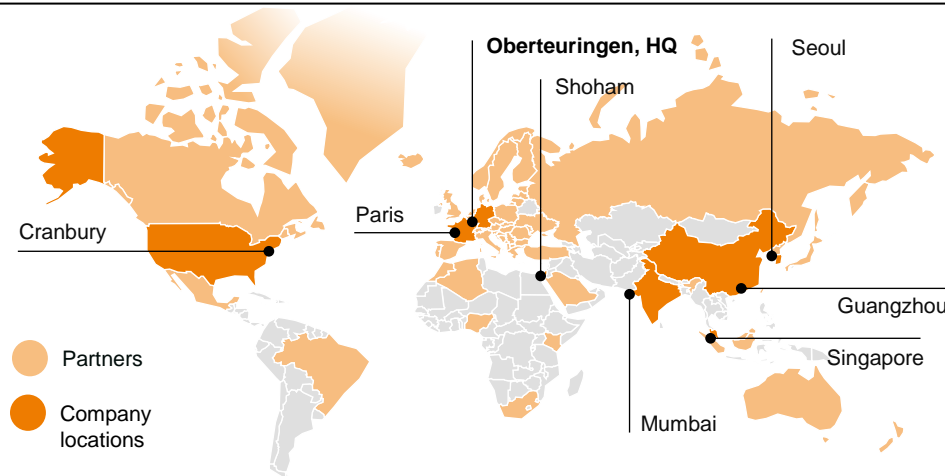 Oberteuringen, HQ
Seoul
Shoham
Paris
Cranbury
Guangzhou
Partners
Singapore
Company
locations
Mumbai